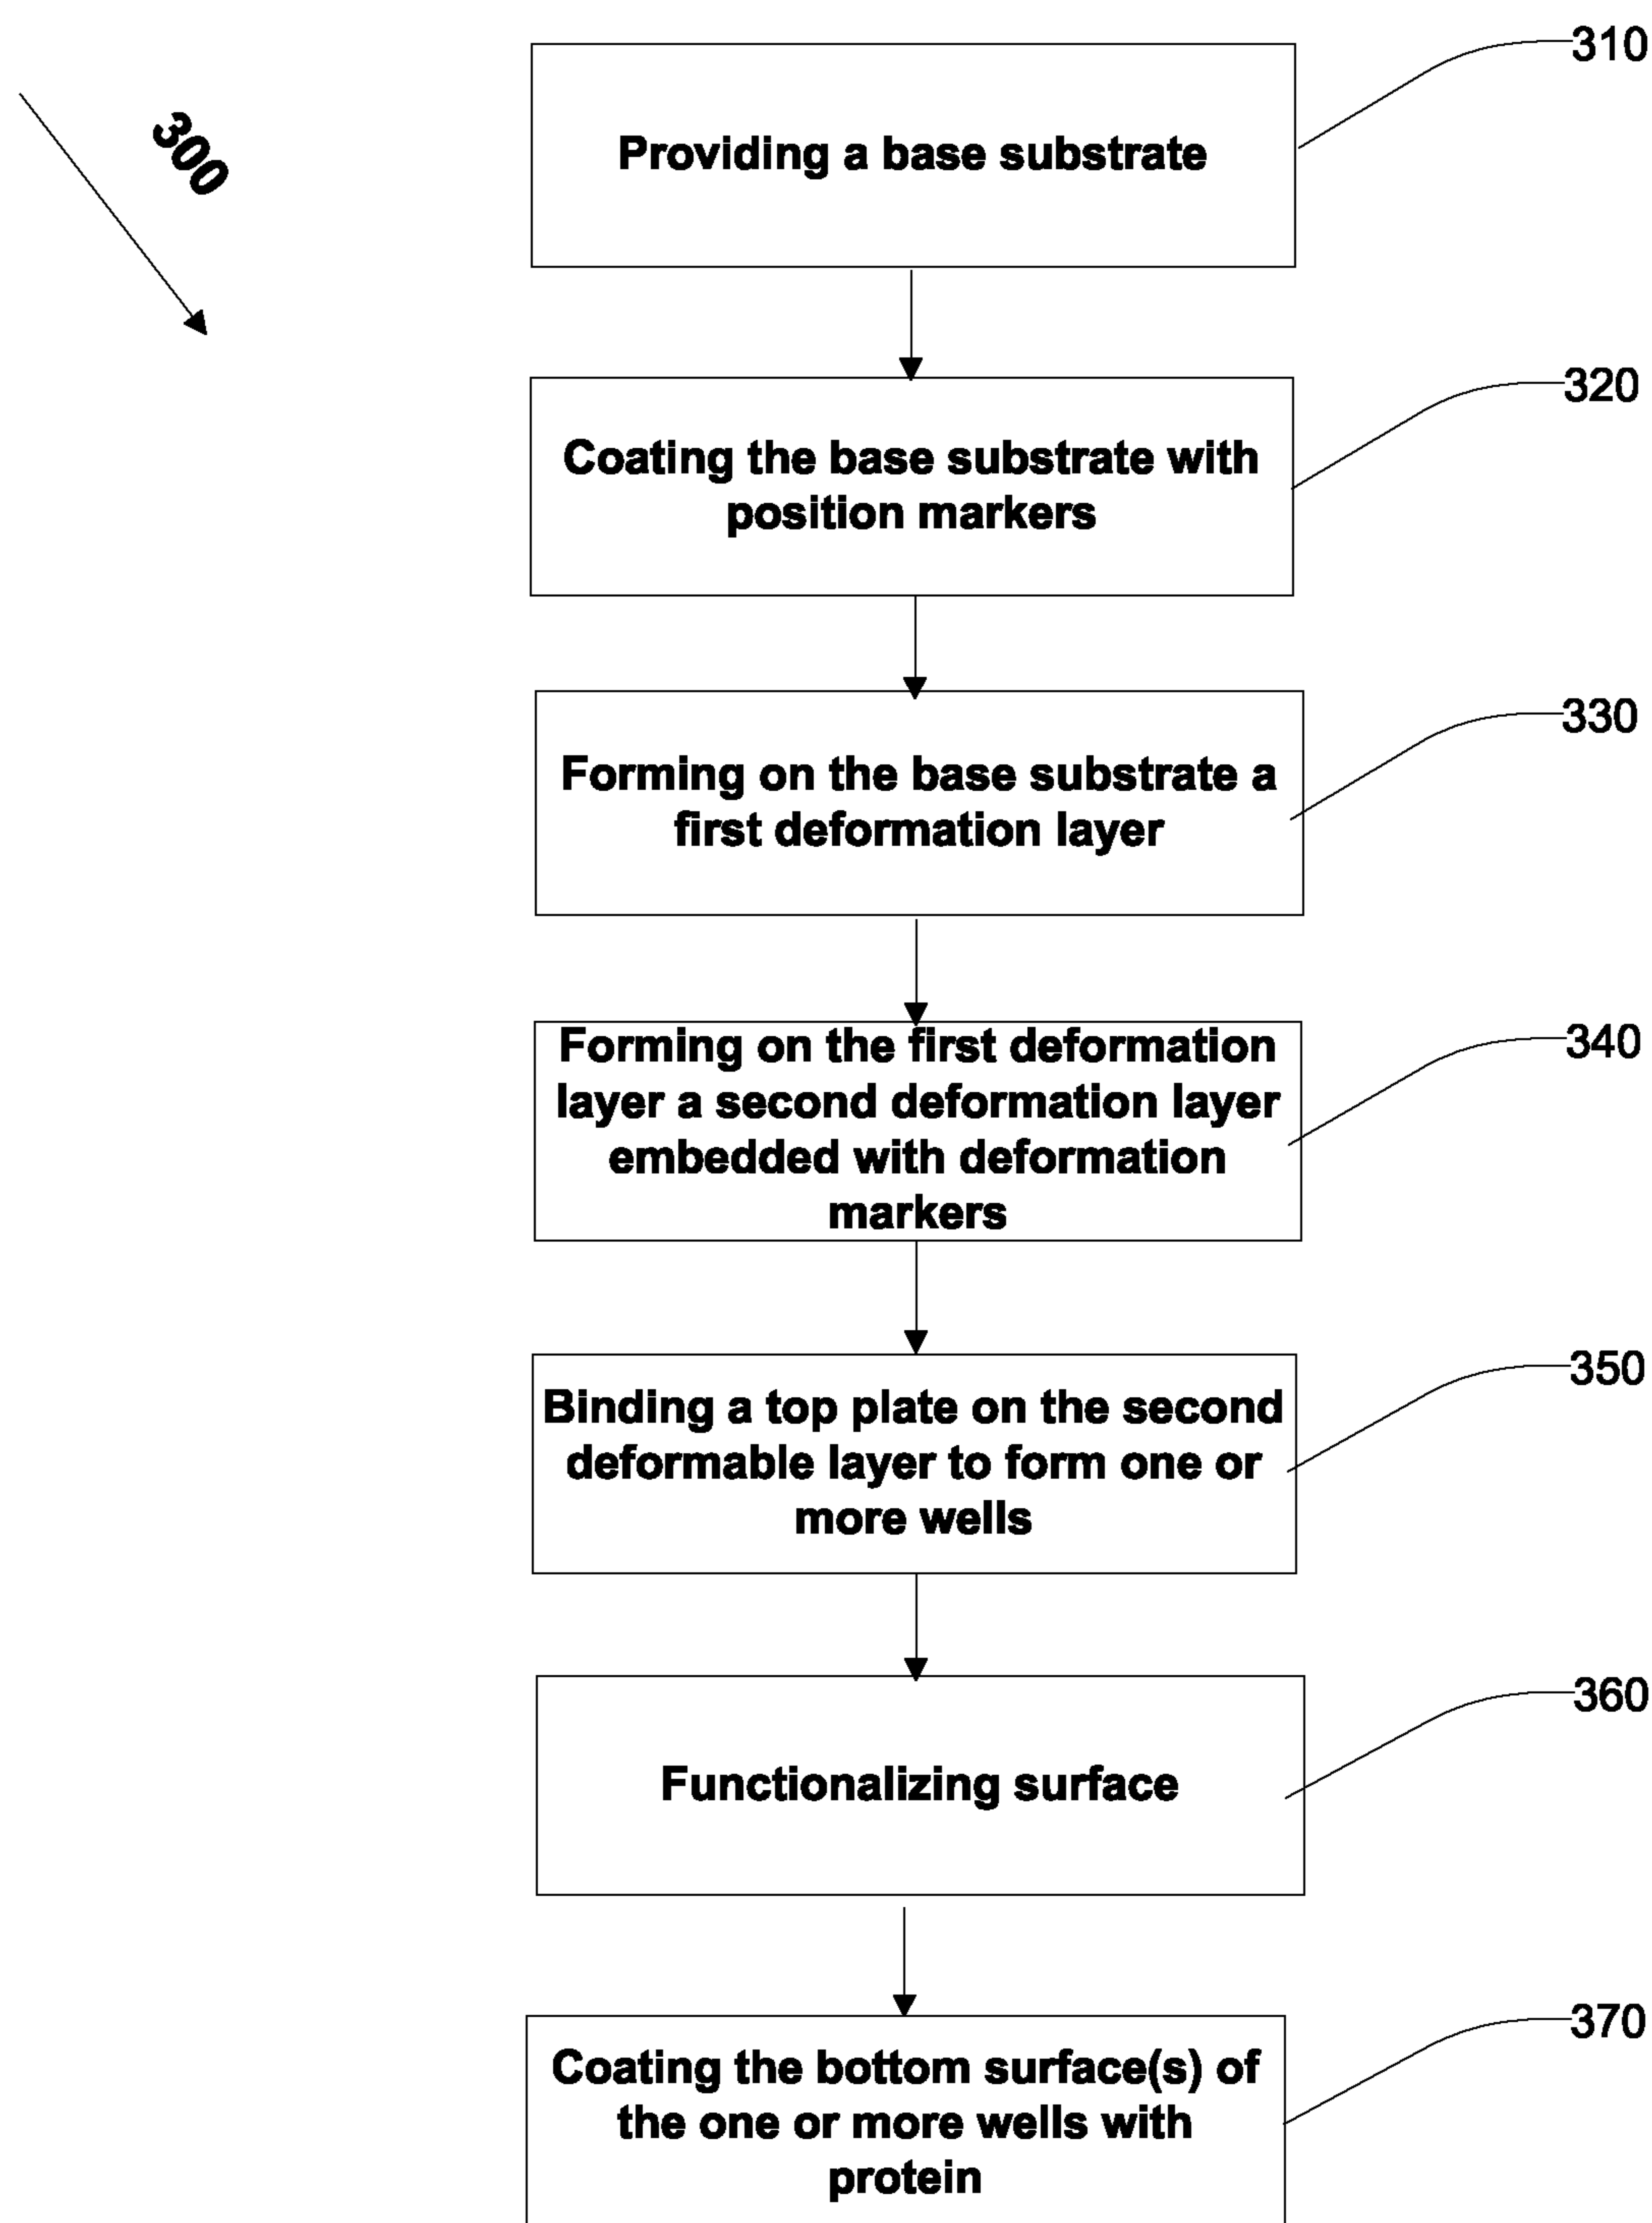 300
310
Providing a base substrate
320
Coating the base substrate with
position markers
330
Forming on the base substrate a
first deformation layer
340
Forming on the first deformation
layer a second deformation layer
embedded with deformation
markers
350
Binding a top plate on the second
deformable layer to form one or
more wells
360
Functionalizing surface
370
Coating the bottom surface(s) of
the one or more wells with
protein